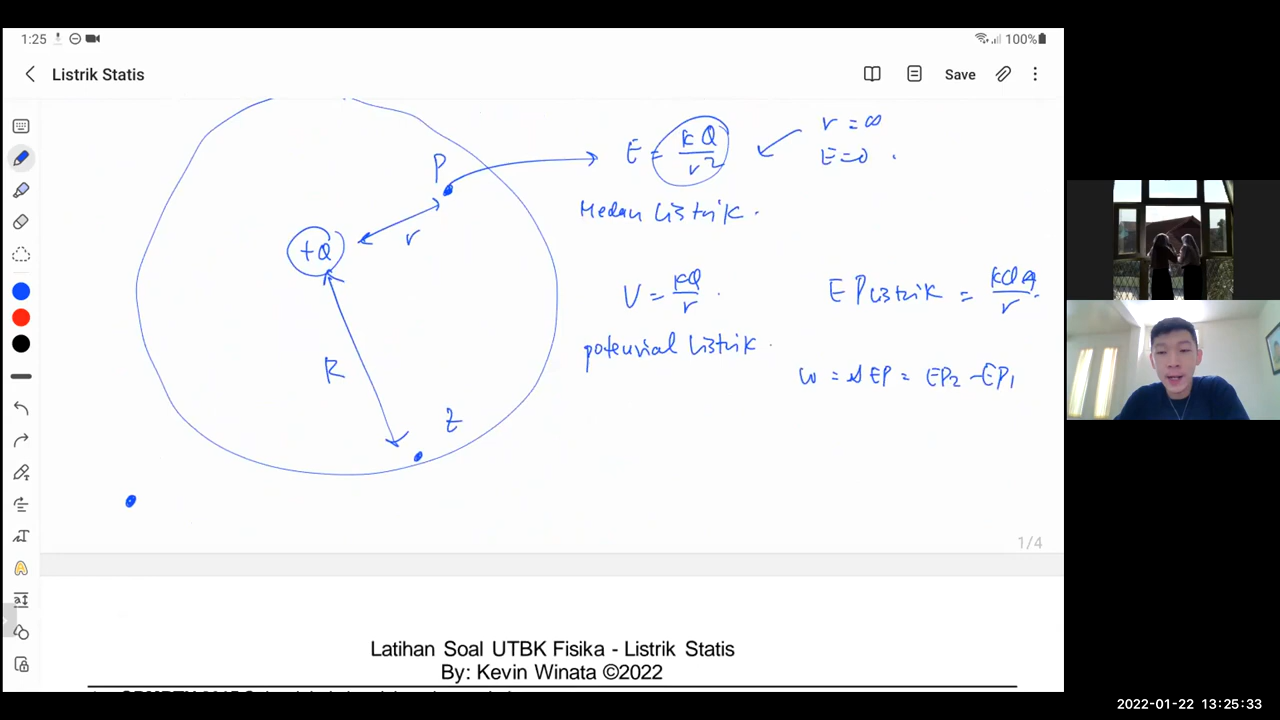 1:25 100%
Listrik Statis Save
r = ∞
E = kQ/r² E = 0 .
P
Medan Listrik .
r
+Q
V = kQ/r . EP Listrik = kQq/r .
potensial Listrik .
R W = ΔEP = EP2 - EP1
1/4
Latihan Soal UTBK Fisika - Listrik Statis
By: Kevin Winata ©2022
2022-01-22 13:25:33